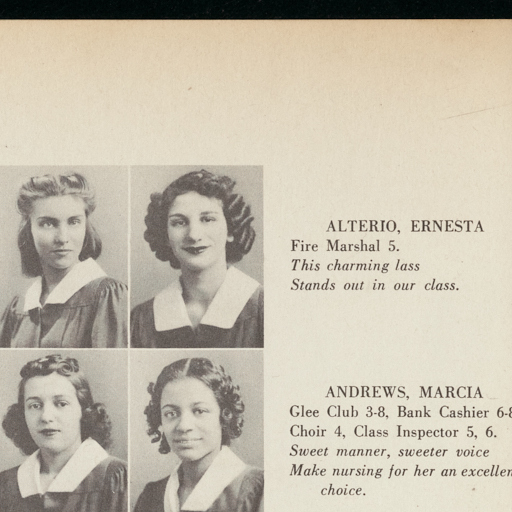 ALTERIO, ERNESTA
Fire Marshal 5.
This charming lass
Stands out in our class.
ANDREWS, MARCIA
Glee Club 3-8, Bank Cashier 6-8
Choir 4, Class Inspector 5, 6.
Sweet manner, sweeter voice
Make nursing for her an excellen
choice.